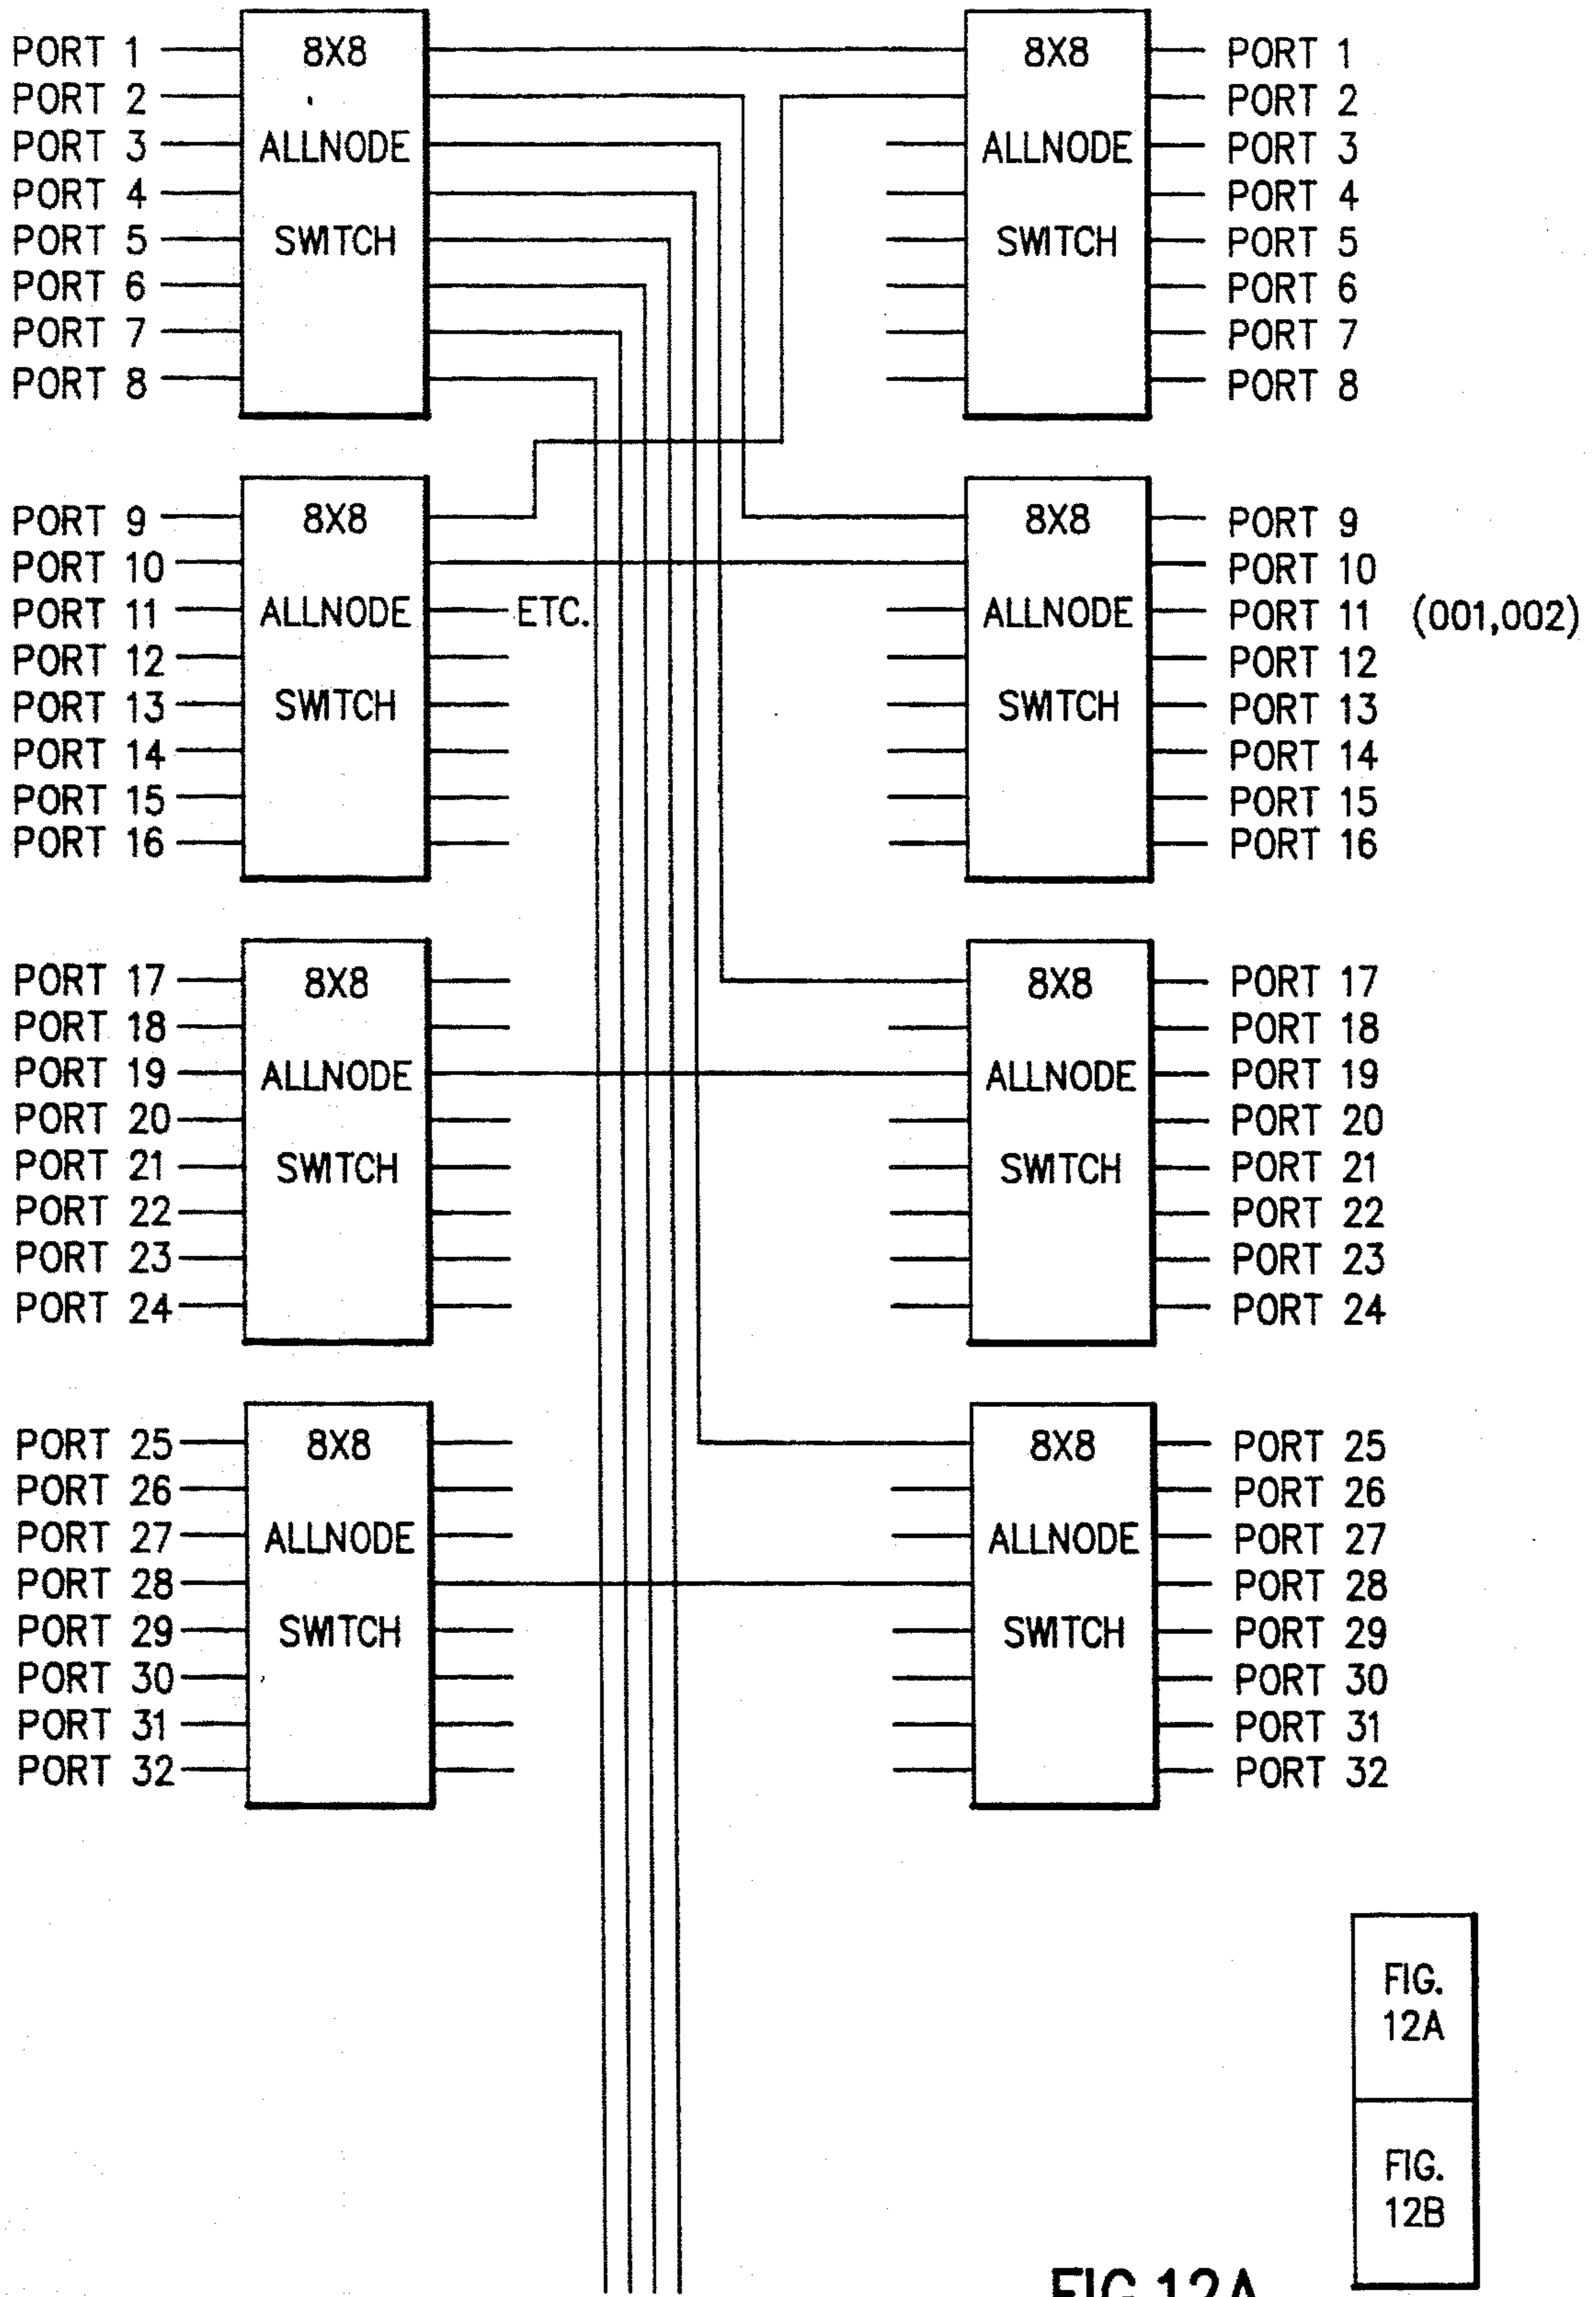 PORT 1 8X8 8X8 PORT 1
PORT 2 PORT 2
PORT 3 ALLNODE ALLNODE PORT 3
PORT 4 PORT 4
PORT 5 SWITCH SWITCH PORT 5
PORT 6 PORT 6
PORT 7 PORT 7
PORT 8 PORT 8
PORT 9 8X8 8X8 PORT 9
PORT 10 PORT 10
PORT 11 ALLNODE ETC. ALLNODE PORT 11 (001,002)
PORT 12 PORT 12
PORT 13 SWITCH SWITCH PORT 13
PORT 14 PORT 14
PORT 15 PORT 15
PORT 16 PORT 16
PORT 17 8X8 8X8 PORT 17
PORT 18 PORT 18
PORT 19 ALLNODE ALLNODE PORT 19
PORT 20 PORT 20
PORT 21 SWITCH SWITCH PORT 21
PORT 22 PORT 22
PORT 23 PORT 23
PORT 24 PORT 24
PORT 25 8X8 8X8 PORT 25
PORT 26 PORT 26
PORT 27 ALLNODE ALLNODE PORT 27
PORT 28 PORT 28
PORT 29 SWITCH SWITCH PORT 29
PORT 30 PORT 30
PORT 31 PORT 31
PORT 32 PORT 32
FIG.
12A
FIG.
12B
FIG.12A